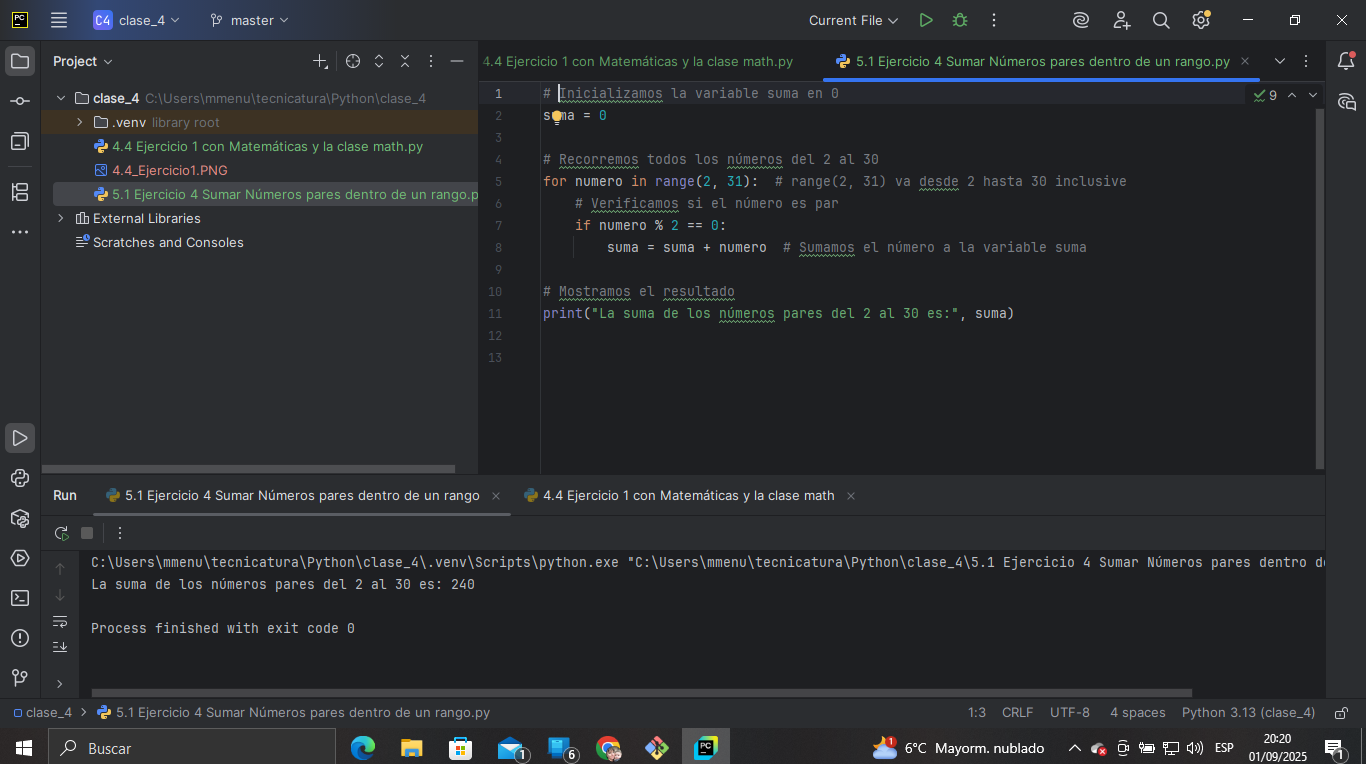 PC
C4 clase_4
master
Current File
Project
4.4 Ejercicio 1 con Matemáticas y la clase math.py
5.1 Ejercicio 4 Sumar Números pares dentro de un rango.py
clase_4 C:\Users\mmenu\tecnicatura\Python\clase_4
.venv library root
4.4 Ejercicio 1 con Matemáticas y la clase math.py
4.4_Ejercicio1.PNG
5.1 Ejercicio 4 Sumar Números pares dentro de un rango.p
External Libraries
Scratches and Consoles
9
1 # Inicializamos la variable suma en 0
2 suma = 0
3
4 # Recorremos todos los números del 2 al 30
5 for numero in range(2, 31):  # range(2, 31) va desde 2 hasta 30 inclusive
6     # Verificamos si el número es par
7     if numero % 2 == 0:
8         suma = suma + numero  # Sumamos el número a la variable suma
9
10 # Mostramos el resultado
11 print("La suma de los números pares del 2 al 30 es:", suma)
12
13
Run
5.1 Ejercicio 4 Sumar Números pares dentro de un rango
4.4 Ejercicio 1 con Matemáticas y la clase math
C:\Users\mmenu\tecnicatura\Python\clase_4\.venv\Scripts\python.exe "C:\Users\mmenu\tecnicatura\Python\clase_4\5.1 Ejercicio 4 Sumar Números pares dentro de
La suma de los números pares del 2 al 30 es: 240
Process finished with exit code 0
clase_4
5.1 Ejercicio 4 Sumar Números pares dentro de un rango.py
1:3 CRLF UTF-8 4 spaces Python 3.13 (clase_4)
Buscar
1
6
PC
1
6°C Mayorm. nublado
ESP
20:20
01/09/2025
1